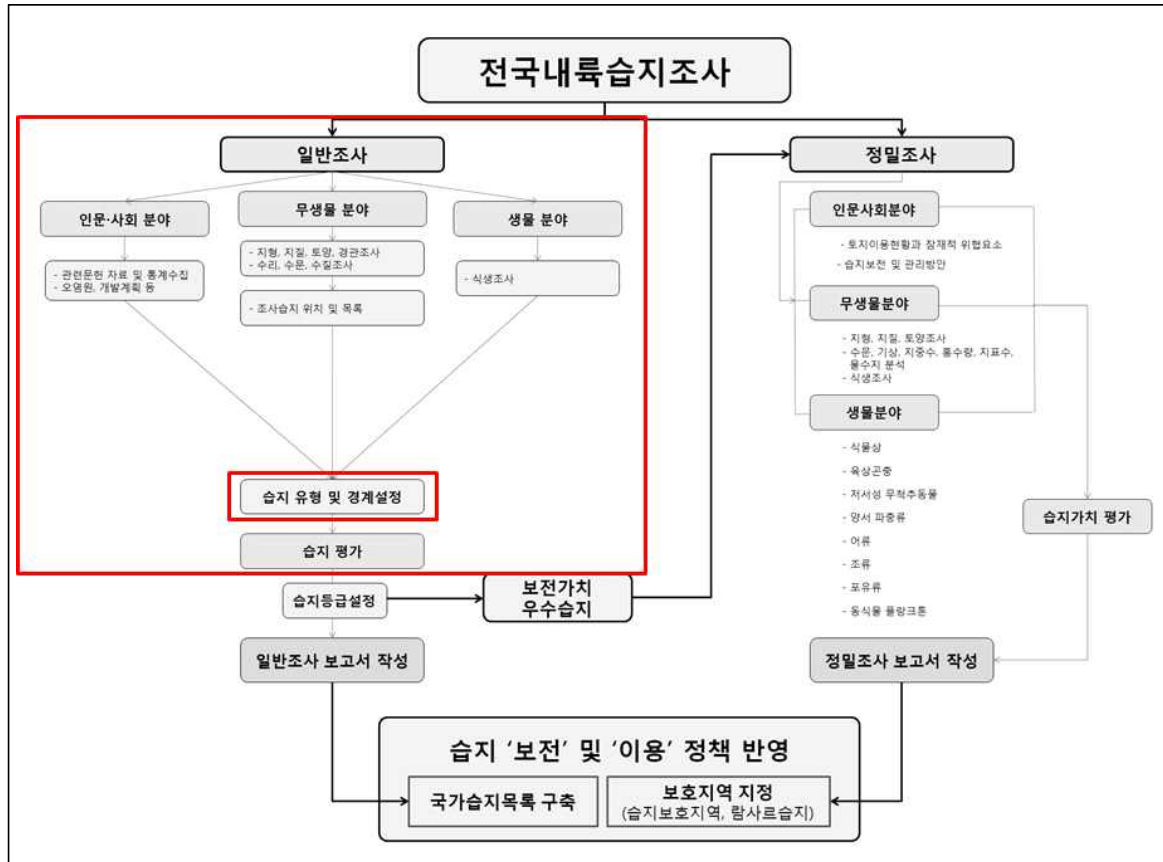 전국내륙습지조사
일반조사
인문·사회 분야
- 관련문헌 자료 및 통계수집
- 오염원, 개발계획 등
무생물 분야
- 지형, 지질, 토양, 경관조사
- 수리, 수문, 수질조사
- 조사습지 위치 및 목록
생물 분야
- 식생조사
습지 유형 및 경계설정
습지 평가
습지등급설정
보전가치
우수습지
일반조사 보고서 작성
정밀조사
인문사회분야
- 토지이용현황과 잠재적 위협요소
- 습지보전 및 관리방안
무생물분야
- 지형, 지질, 토양조사
- 수문, 기상, 지중수, 홍수량, 지표수,
물수지 분석
- 식생조사
생물분야
- 식물상
- 육상곤충
- 저서성 무척추동물
- 양서 파충류
- 어류
- 조류
- 포유류
- 동식물 플랑크톤
습지가치 평가
정밀조사 보고서 작성
습지 ‘보전’ 및 ‘이용’ 정책 반영
국가습지목록 구축
보호지역 지정
(습지보호지역, 람사르습지)